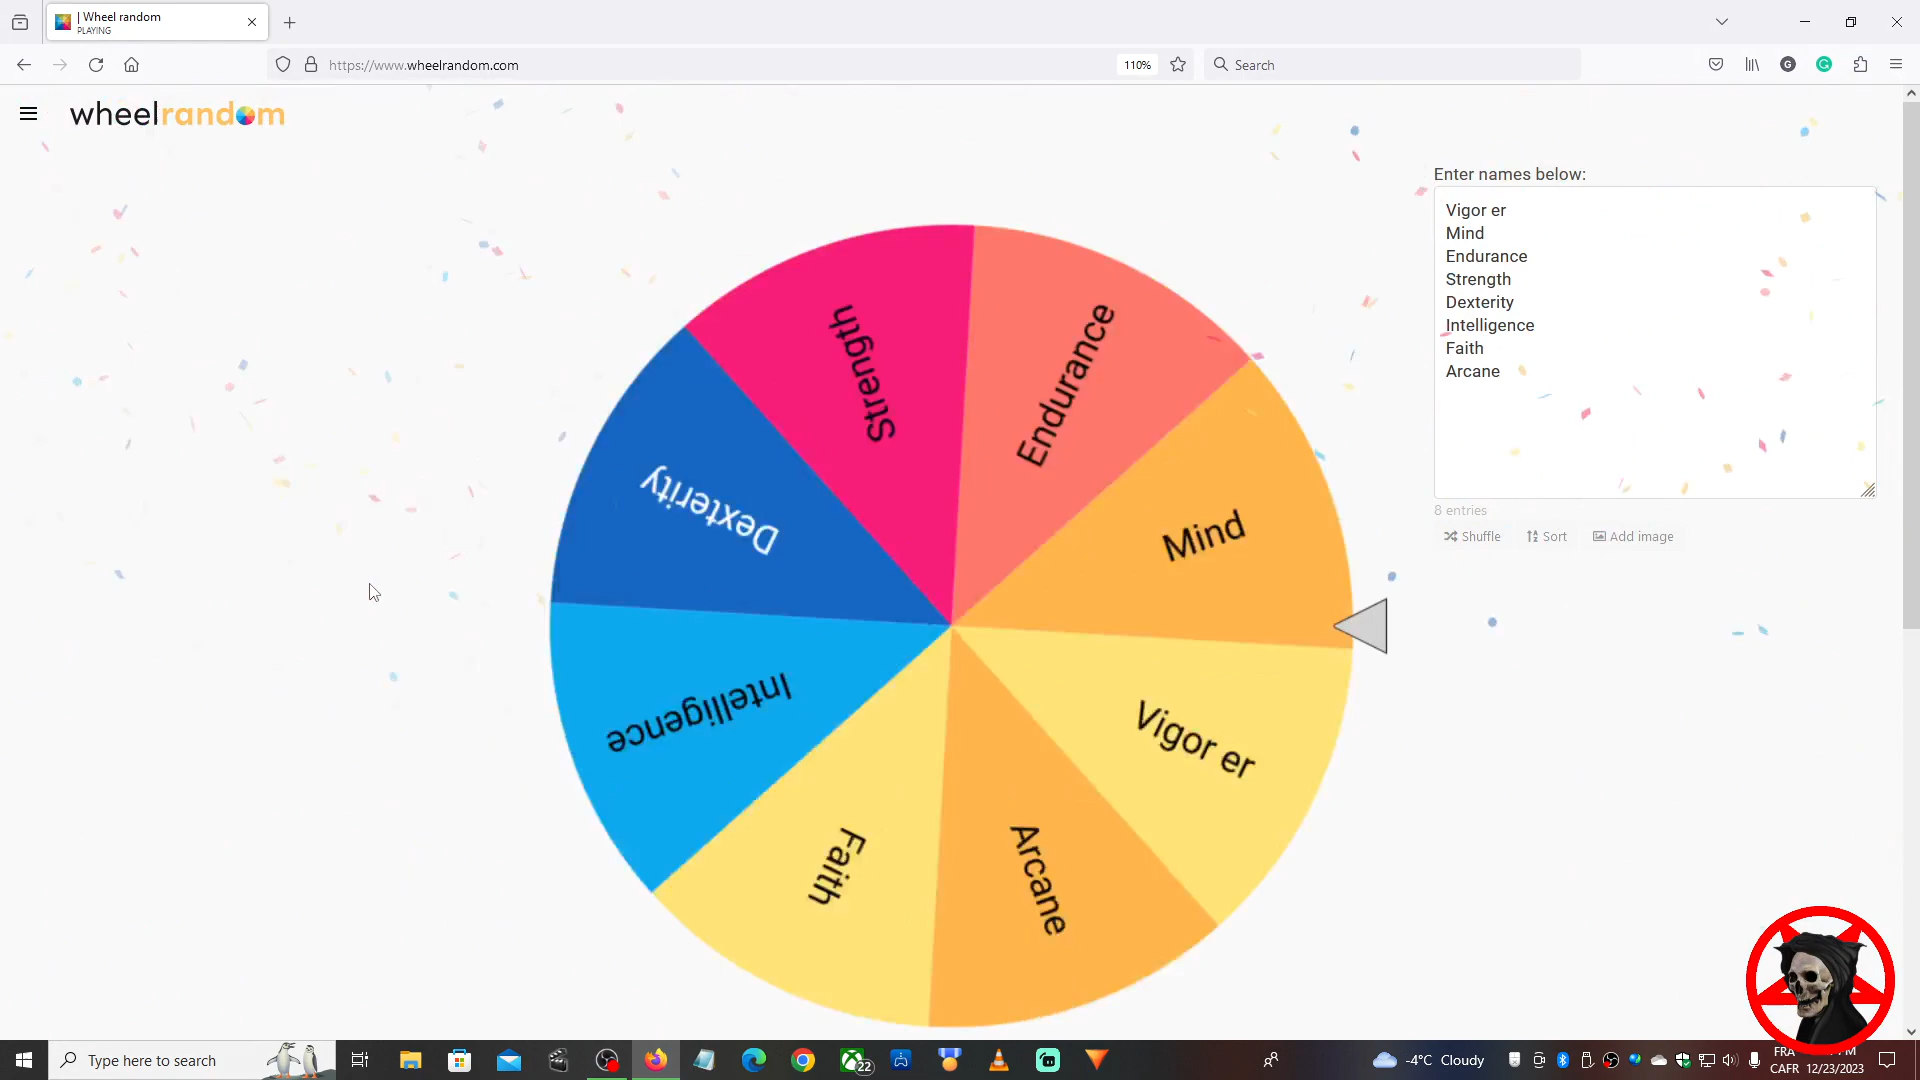 | Wheel random
PLAYING
https://www.wheelrandom.com
110%
Search
wheelrandom
Enter names below:
Vigor er
Mind
Endurance
Strength
Dexterity
Intelligence
Faith
Arcane
8 entries
Shuffle
Sort
Add image
Strength
Endurance
Dexterity
Mind
Intelligence
Vigor er
Faith
Arcane
Type here to search
22
-4°C Cloudy
FRA
CAFR
PM
12/23/2023